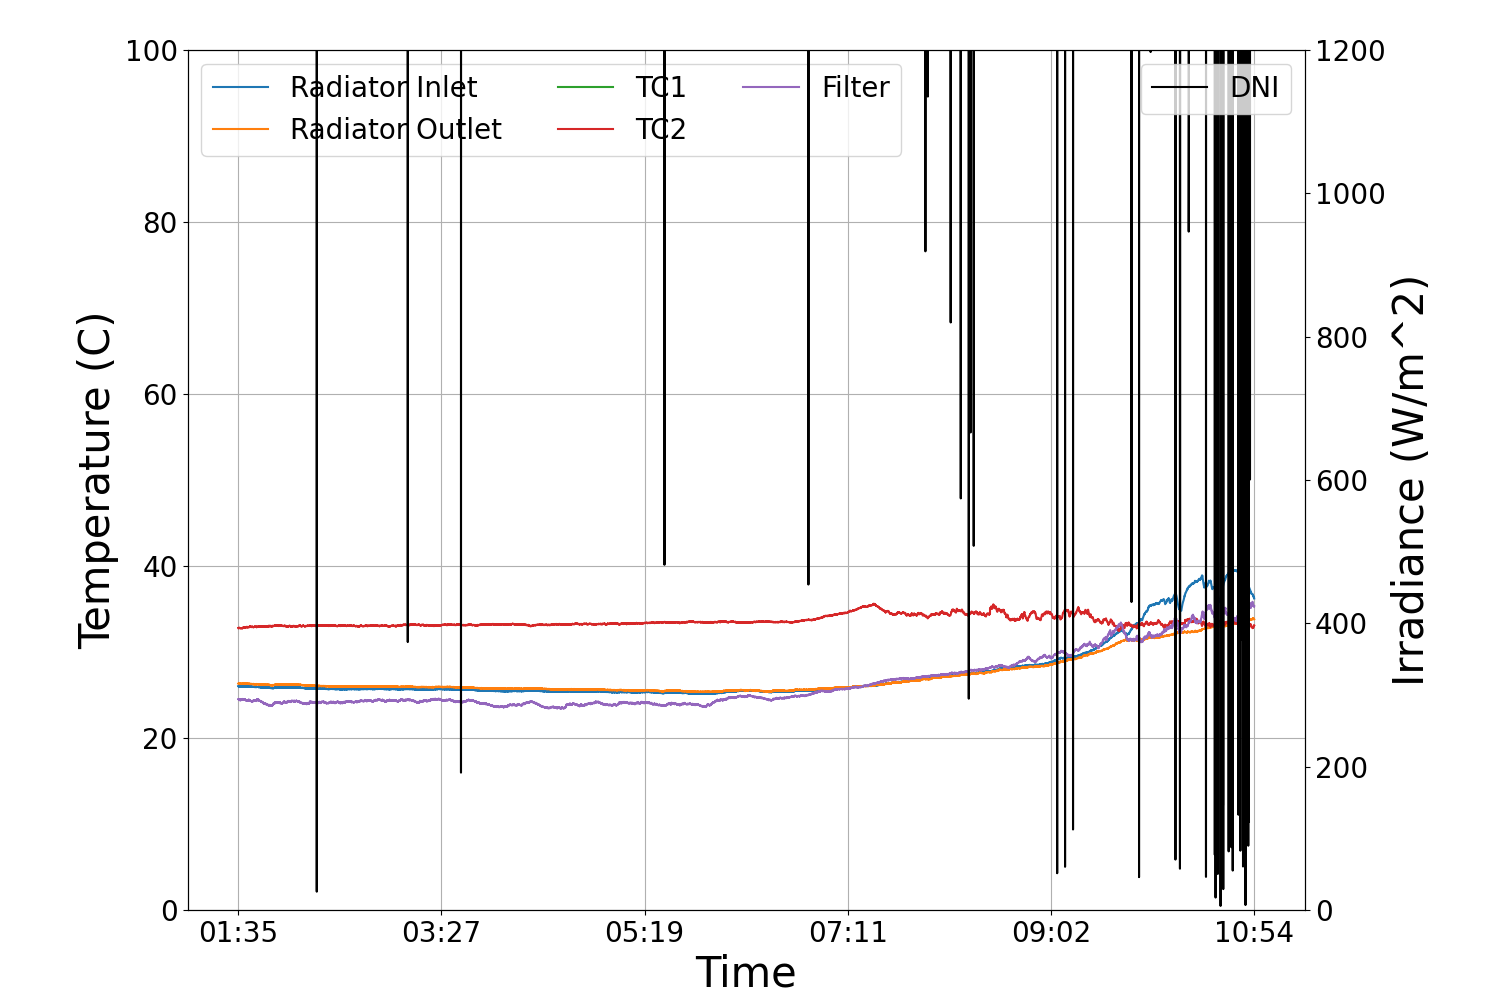 100
80
60
40
20
0
Temperature (C)
Radiator Inlet
Radiator Outlet
TC1
TC2
Filter
DNI
1200
1000
800
600
400
200
0
Irradiance (W/m^2)
01:35 03:27 05:19 07:11 09:02 10:54
Time